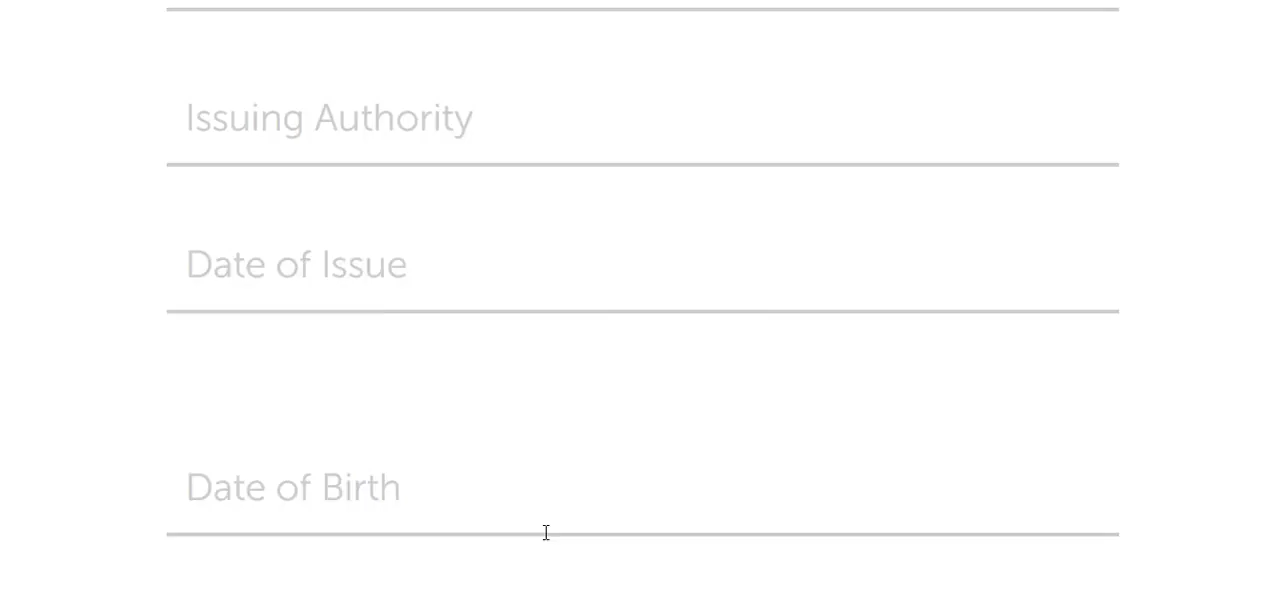 Issuing Authority
Date of Issue
Date of Birth